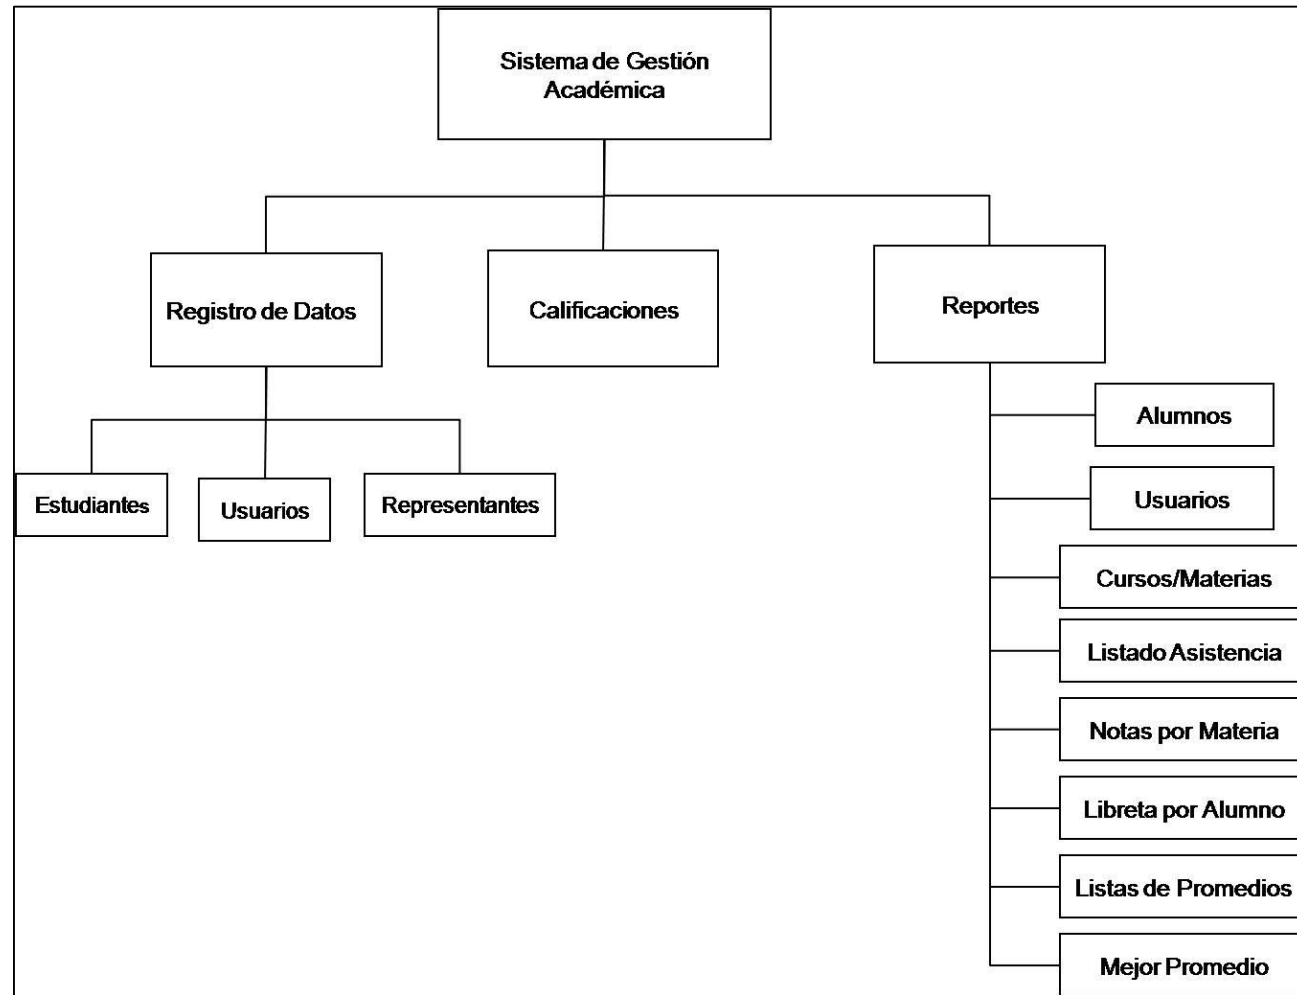 Sistema de Gestión
Académica
Registro de Datos
Calificaciones
Reportes
Estudiantes
Usuarios
Representantes
Alumnos
Usuarios
Cursos/Materias
Listado Asistencia
Notas por Materia
Libreta por Alumno
Listas de Promedios
Mejor Promedio